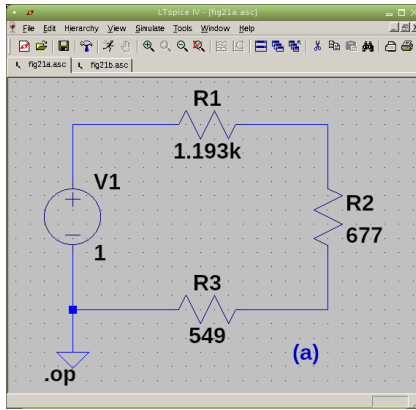 LTspice IV - [fig21a.asc]
File Edit Hierarchy View Simulate Tools Window Help
fig21a.asc fig21b.asc
R1
1.193k
V1
1
R2
677
R3
549
(a)
.op